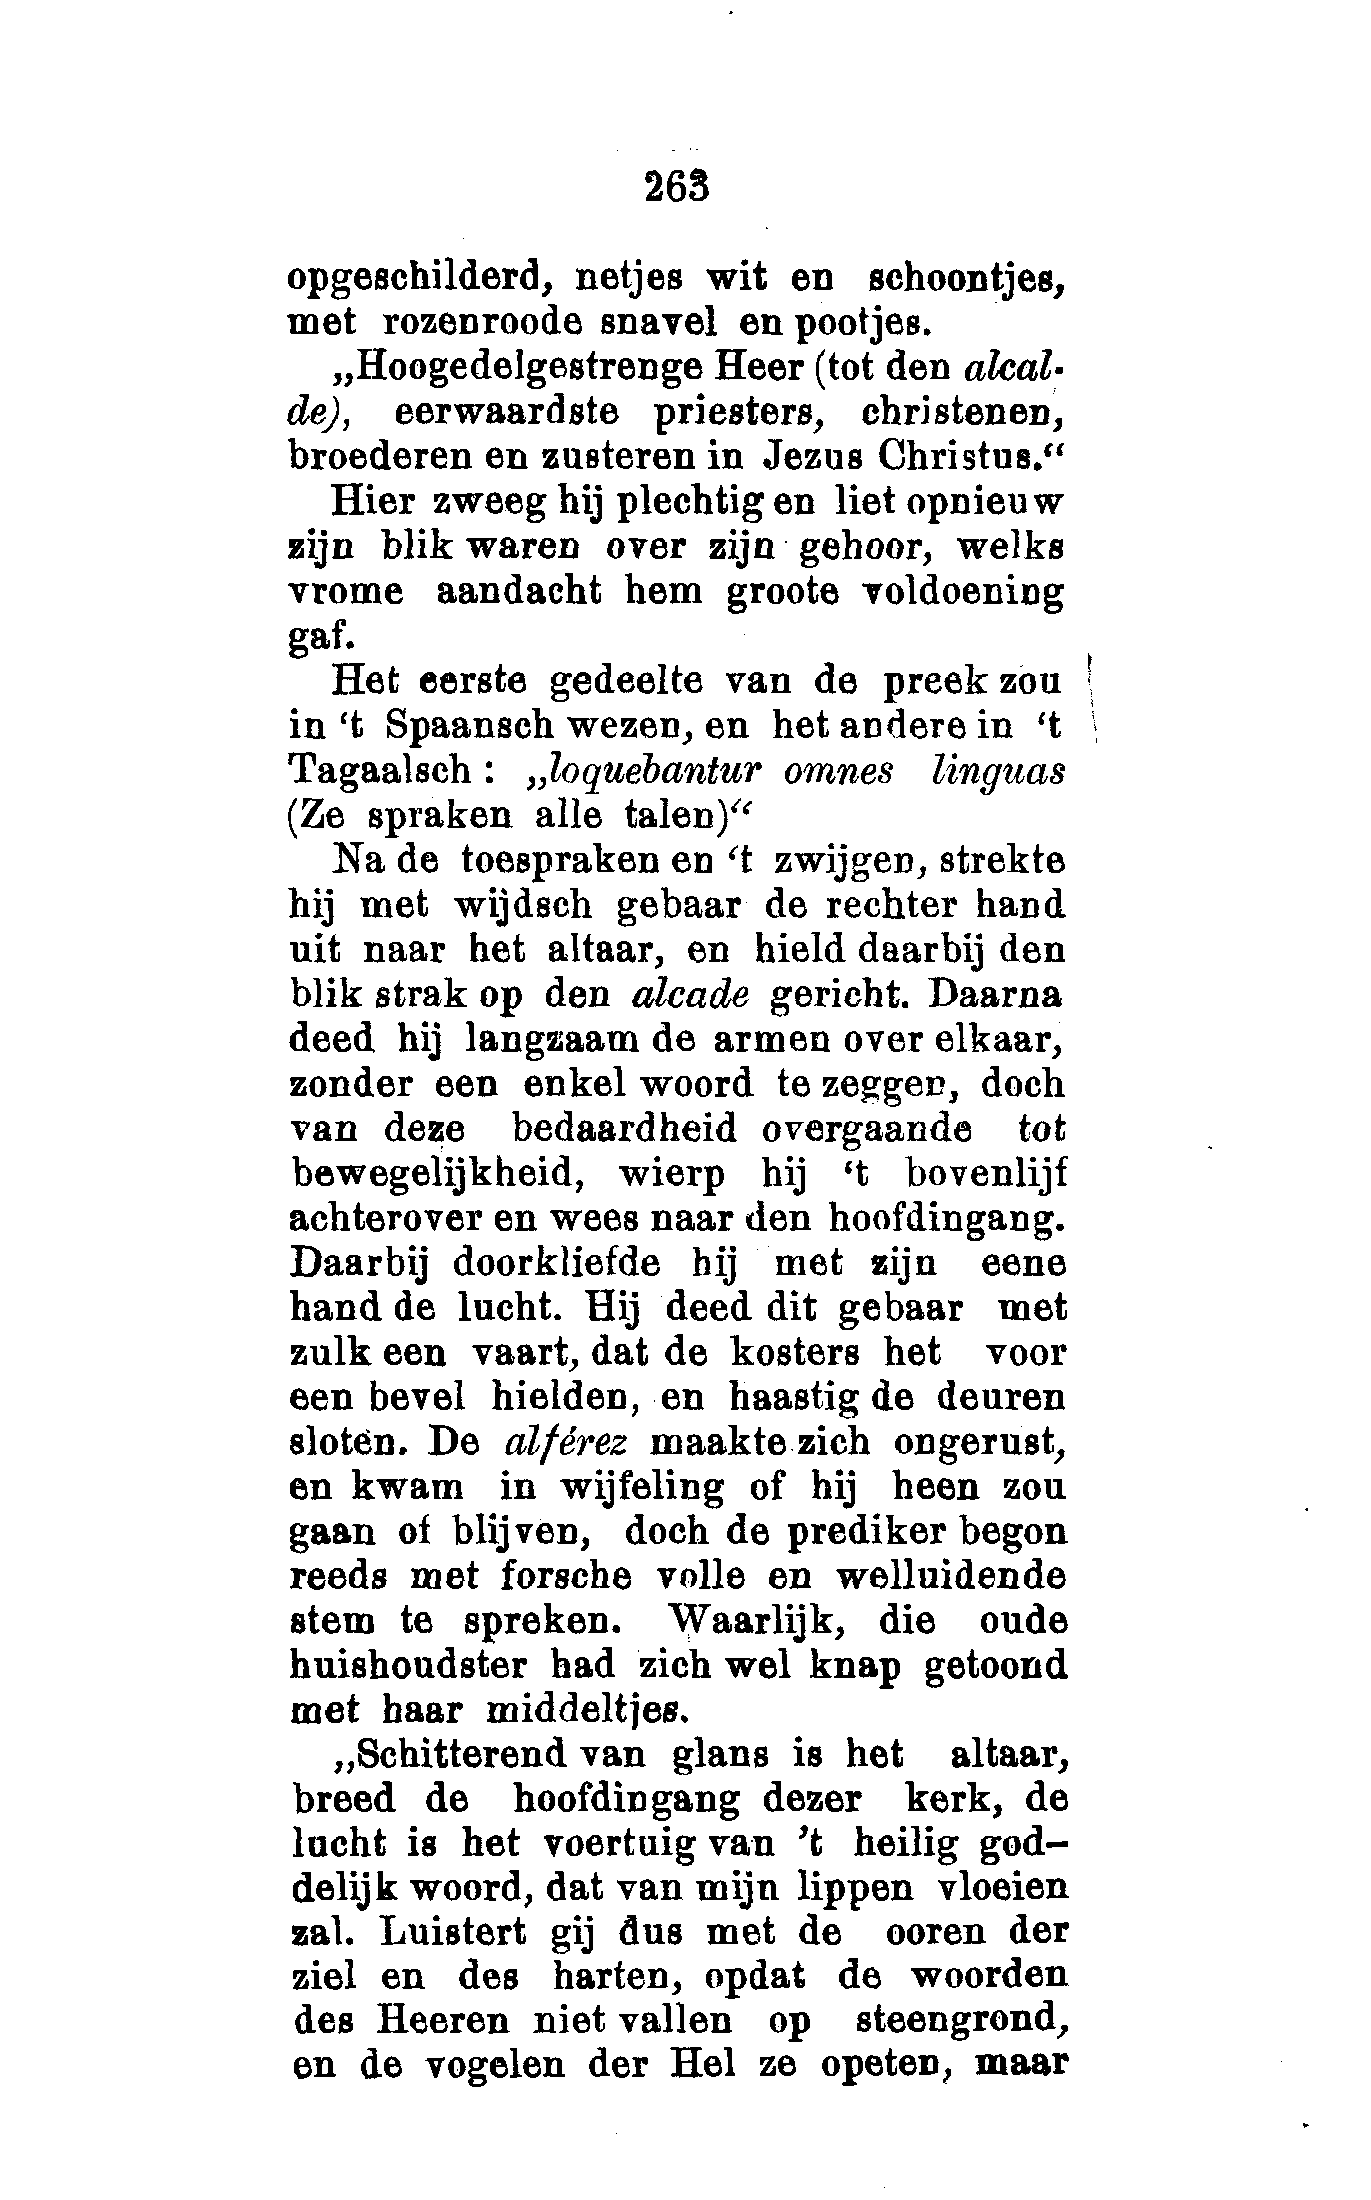 263
opgeschilderd, netjes wit en schoontjes,
met rozenroode snavel en pootjes.
„Hoogedelgestrenge Heer (tot den alcal-
de), eerwaardste priesters, christenen,
broederen en zusteren in Jezus Christus.“
Hier zweeg hij plechtig en liet opnieuw
zijn blik waren over zijn gehoor, welks
vrome aandacht hem groote voldoening
gaf.
Het eerste gedeelte van de preek zou
in ‘t Spaansch wezen, en het andere in ‘t
Tagaalsch : „loquebantur omnes linguas
(Ze spraken alle talen)“
Na de toespraken en ‘t zwijgen, strekte
hij met wijdsch gebaar de rechter hand
uit naar het altaar, en hield daarbij den
blik strak op den alcade gericht. Daarna
deed hij langzaam de armen over elkaar,
zonder een enkel woord te zeggen, doch
van deze bedaardheid overgaande tot
bewegelijkheid, wierp hij ‘t bovenlijf
achterover en wees naar den hoofdingang.
Daarbij doorkliefde hij met zijn eene
hand de lucht. Hij deed dit gebaar met
zulk een vaart, dat de kosters het voor
een bevel hielden, en haastig de deuren
sloten. De alférez maakte zich ongerust,
en kwam in wijfeling of hij heen zou
gaan of blijven, doch de prediker begon
reeds met forsche volle en welluidende
stem te spreken. Waarlijk, die oude
huishoudster had zich wel knap getoond
met haar middeltjes.
„Schitterend van glans is het altaar,
breed de hoofdingang dezer kerk, de
lucht is het voertuig van ’t heilig god-
delijk woord, dat van mijn lippen vloeien
zal. Luistert gij dus met de ooren der
ziel en des harten, opdat de woorden
des Heeren niet vallen op steengrond,
en de vogelen der Hel ze opeten, maar